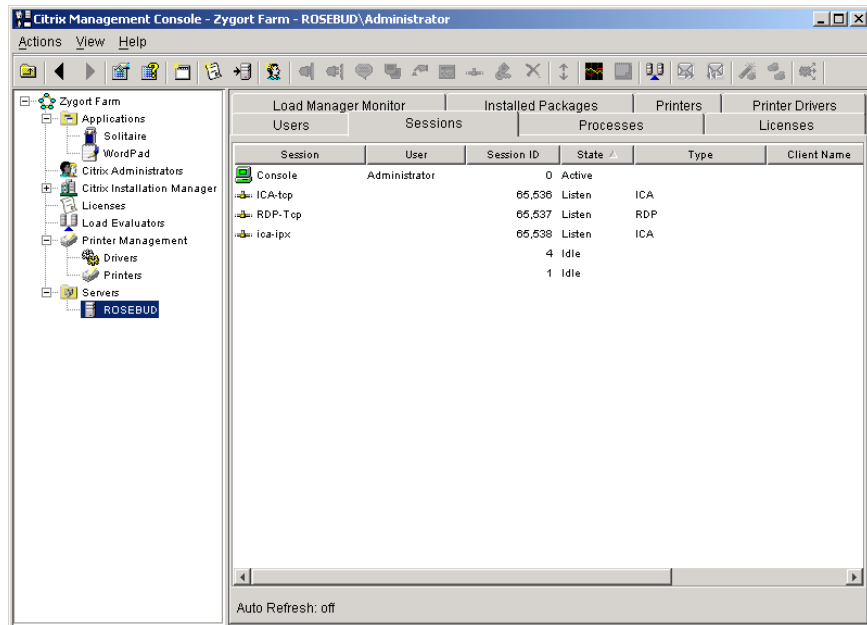 Citrix Management Console - Zygort Farm - ROSEBUD\Administrator
Actions View Help
Zygort Farm
Applications
Solitaire
WordPad
Citrix Administrators
Citrix Installation Manager
Licenses
Load Evaluators
Printer Management
Drivers
Printers
Servers
ROSEBUD
Load Manager Monitor Installed Packages Printers Printer Drivers
Users Sessions Processes Licenses
Session User Session ID State Type Client Name
Console Administrator 0 Active
ICA-tcp 65,536 Listen ICA
RDP-Tcp 65,537 Listen RDP
ica-ipx 65,538 Listen ICA
4 Idle
1 Idle
Auto Refresh: off